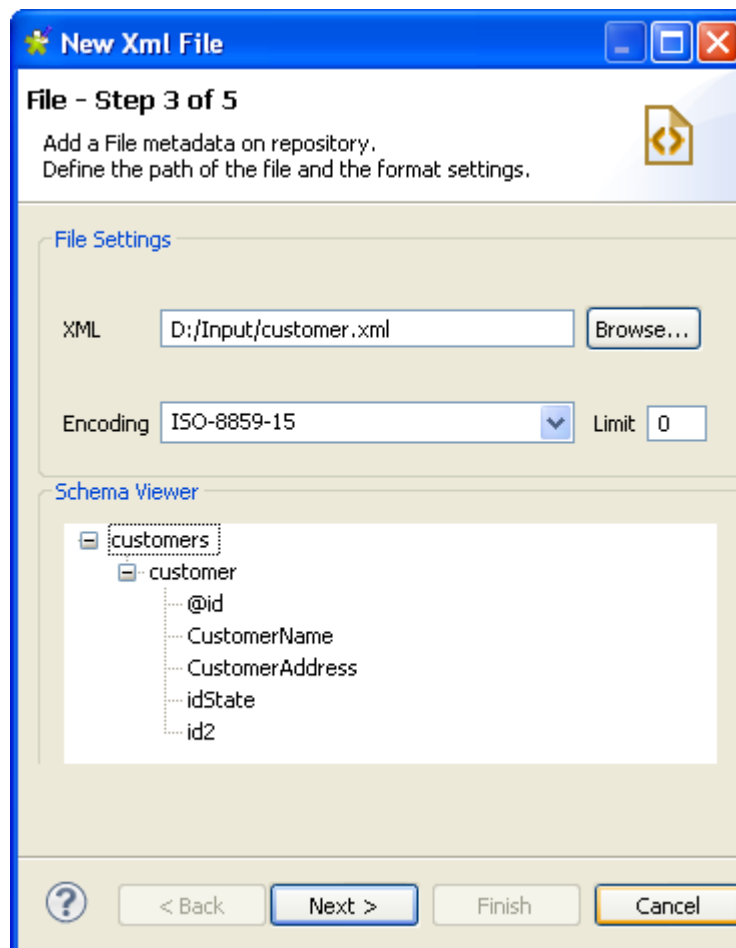 New Xml File
File - Step 3 of 5
Add a File metadata on repository.
Define the path of the file and the format settings.
File Settings
XML D:/Input/customer.xml Browse...
Encoding ISO-8859-15 Limit 0
Schema Viewer
customers
customer
@id
CustomerName
CustomerAddress
idState
id2
? < Back Next > Finish Cancel